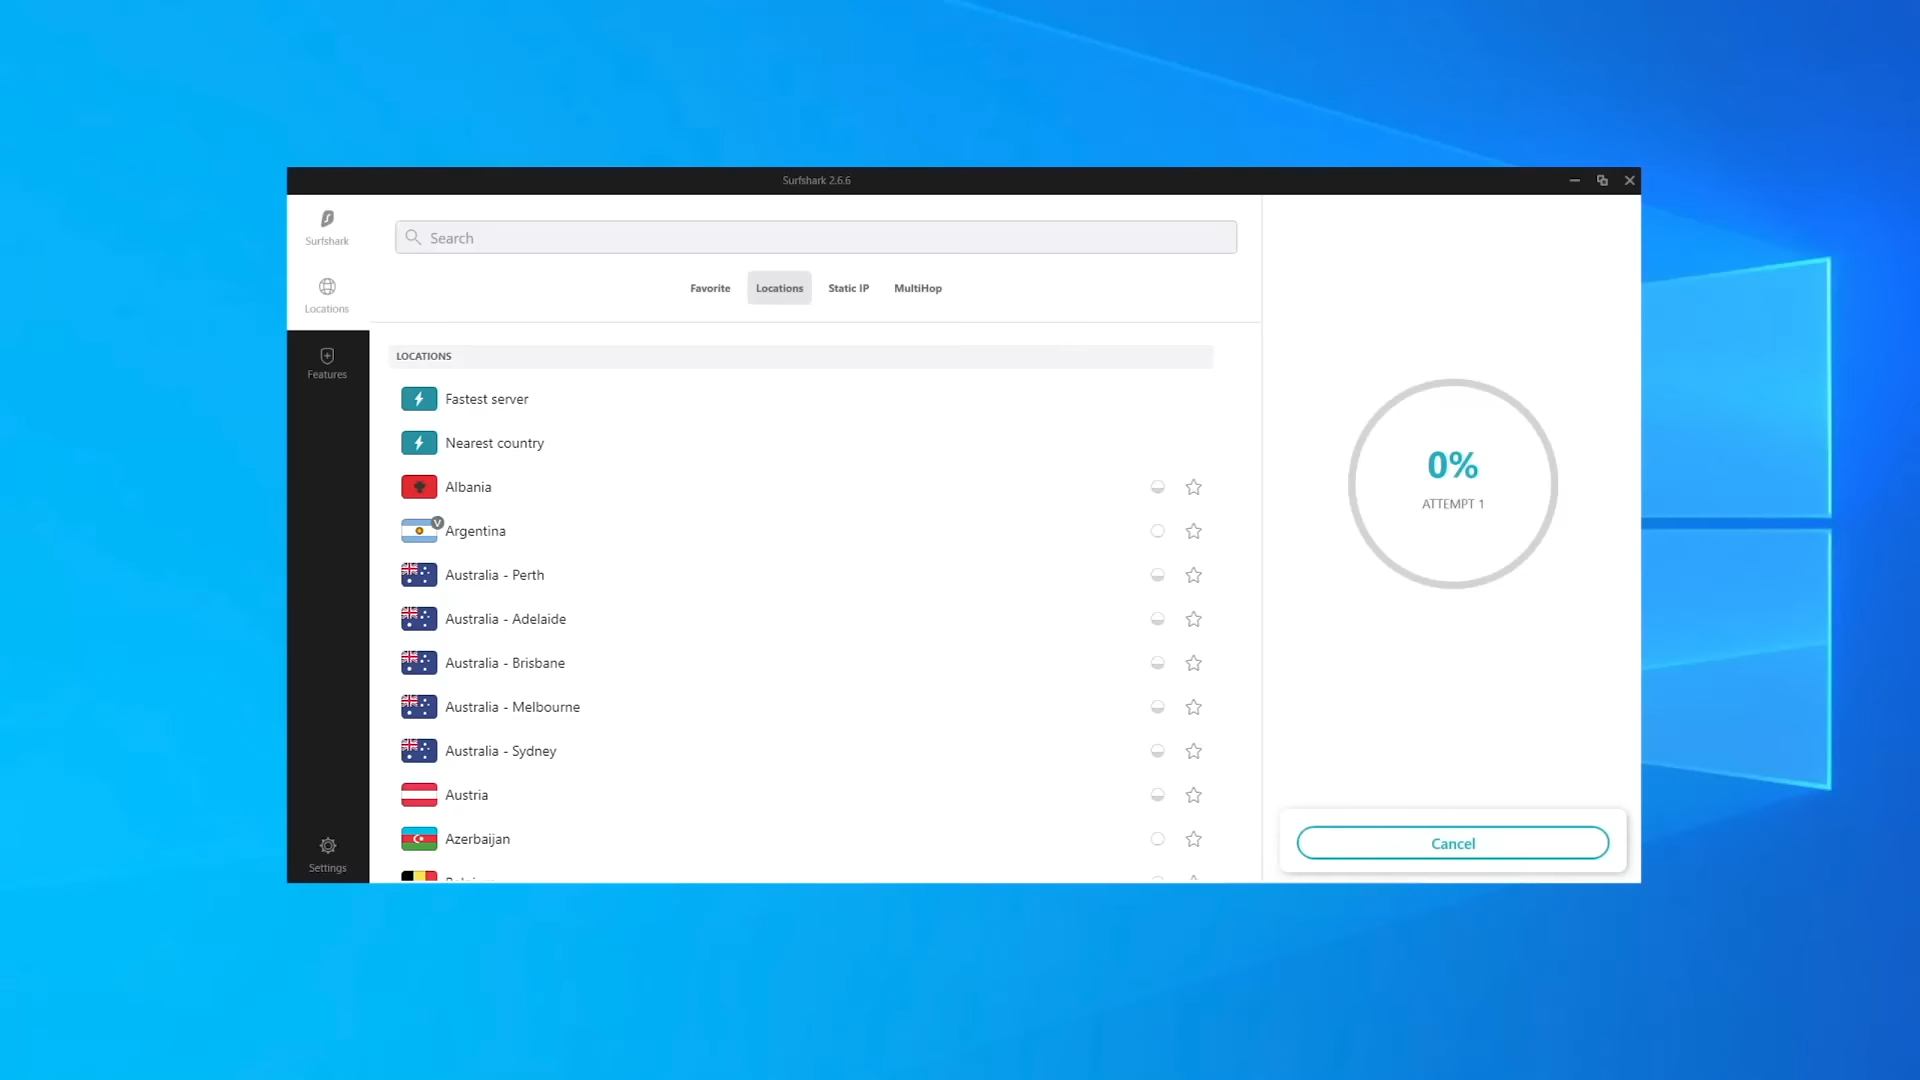 Surfshark 2.6.6
Surfshark
Search
Locations
Favorite Locations Static IP MultiHop
LOCATIONS
Features
Fastest server
Nearest country
Albania
V
Argentina
Australia - Perth
Australia - Adelaide
Australia - Brisbane
Australia - Melbourne
Australia - Sydney
Austria
Azerbaijan
Settings
0%
ATTEMPT 1
Cancel